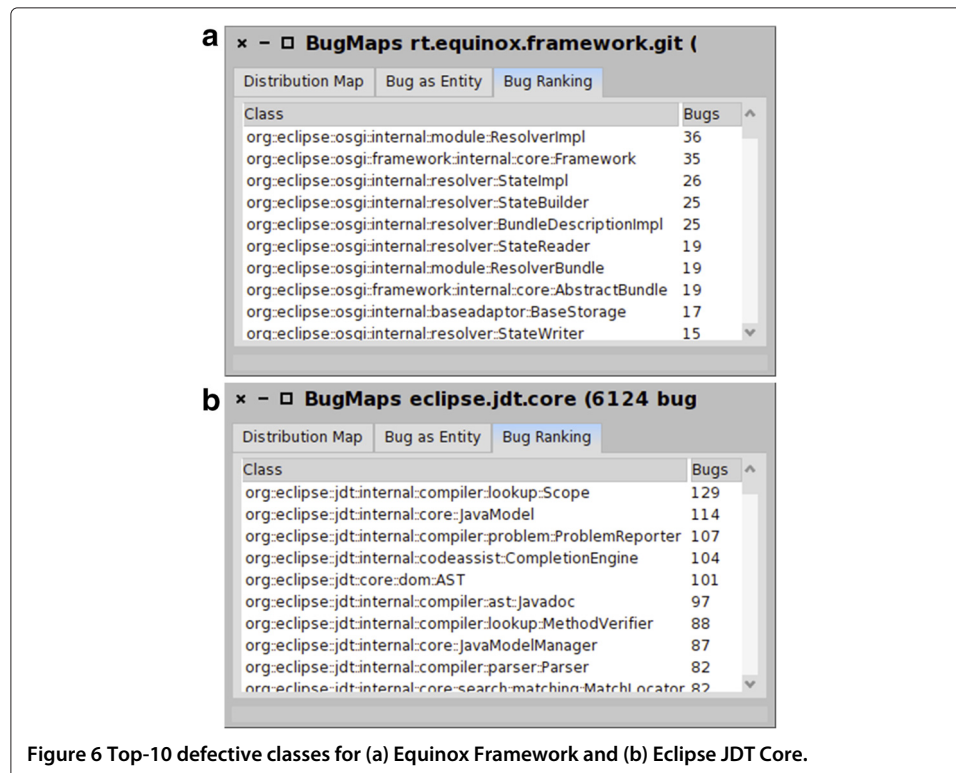 a
× – □ BugMaps rt.equinox.framework.git (
Distribution Map Bug as Entity Bug Ranking
Class Bugs
org::eclipse::osgi::internal::module::ResolverImpl 36
org::eclipse::osgi::framework::internal::core::Framework 35
org::eclipse::osgi::internal::resolver::StateImpl 26
org::eclipse::osgi::internal::resolver::StateBuilder 25
org::eclipse::osgi::internal::resolver::BundleDescriptionImpl 25
org::eclipse::osgi::internal::resolver::StateReader 19
org::eclipse::osgi::internal::module::ResolverBundle 19
org::eclipse::osgi::framework::internal::core::AbstractBundle 19
org::eclipse::osgi::internal::baseadaptor::BaseStorage 17
org::eclipse::osgi::internal::resolver::StateWriter 15
b
× – □ BugMaps eclipse.jdt.core (6124 bug
Distribution Map Bug as Entity Bug Ranking
Class Bugs
org::eclipse::jdt::internal::compiler::lookup::Scope 129
org::eclipse::jdt::internal::core::JavaModel 114
org::eclipse::jdt::internal::compiler::problem::ProblemReporter 107
org::eclipse::jdt::internal::codeassist::CompletionEngine 104
org::eclipse::jdt::core::dom::AST 101
org::eclipse::jdt::internal::compiler::ast::Javadoc 97
org::eclipse::jdt::internal::compiler::lookup::MethodVerifier 88
org::eclipse::jdt::internal::core::JavaModelManager 87
org::eclipse::jdt::internal::compiler::parser::Parser 82
org::eclipse::jdt::internal::core::search::matching::MatchLocator 82
Figure 6 Top-10 defective classes for (a) Equinox Framework and (b) Eclipse JDT Core.